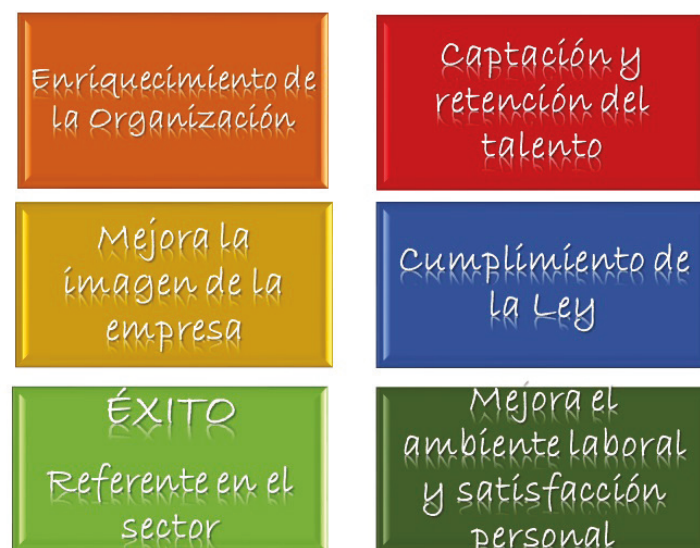 Enriquecimiento de
la Organización
Captación y
retención del
talento
Mejora la
imagen de la
empresa
Cumplimiento de
la Ley
ÉXITO
Referente en el
sector
Mejora el
ambiente laboral
y satisfacción
personal